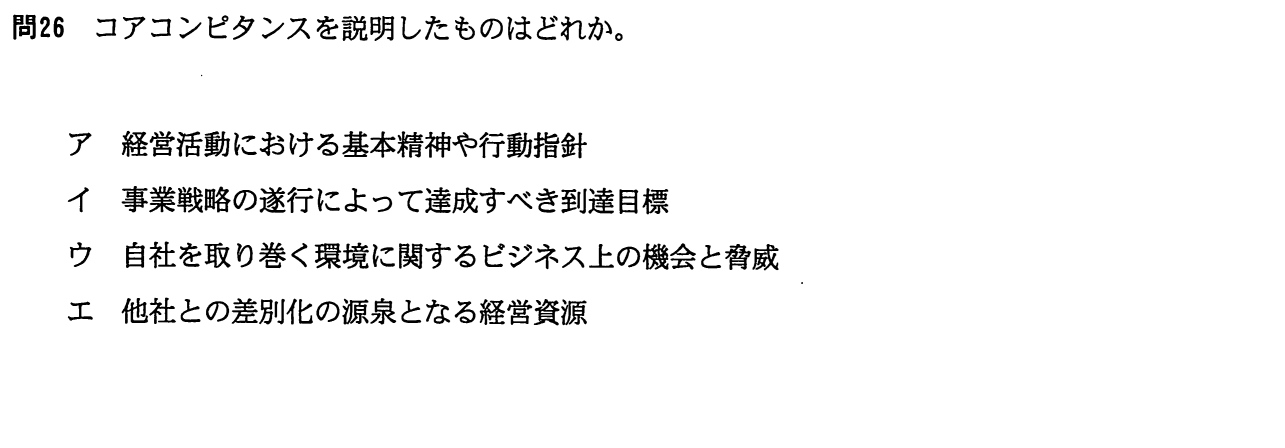 問26 コアコンピタンスを説明したものはどれか。
ア 経営活動における基本精神や行動指針
イ 事業戦略の遂行によって達成すべき到達目標
ウ 自社を取り巻く環境に関するビジネス上の機会と脅威
エ 他社との差別化の源泉となる経営資源